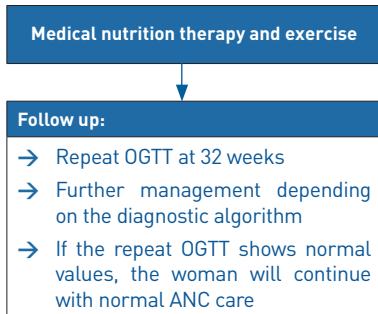 Medical nutrition therapy and exercise
Follow up:
→ Repeat OGTT at 32 weeks
→ Further management depending
on the diagnostic algorithm
→ If the repeat OGTT shows normal
values, the woman will continue
with normal ANC care